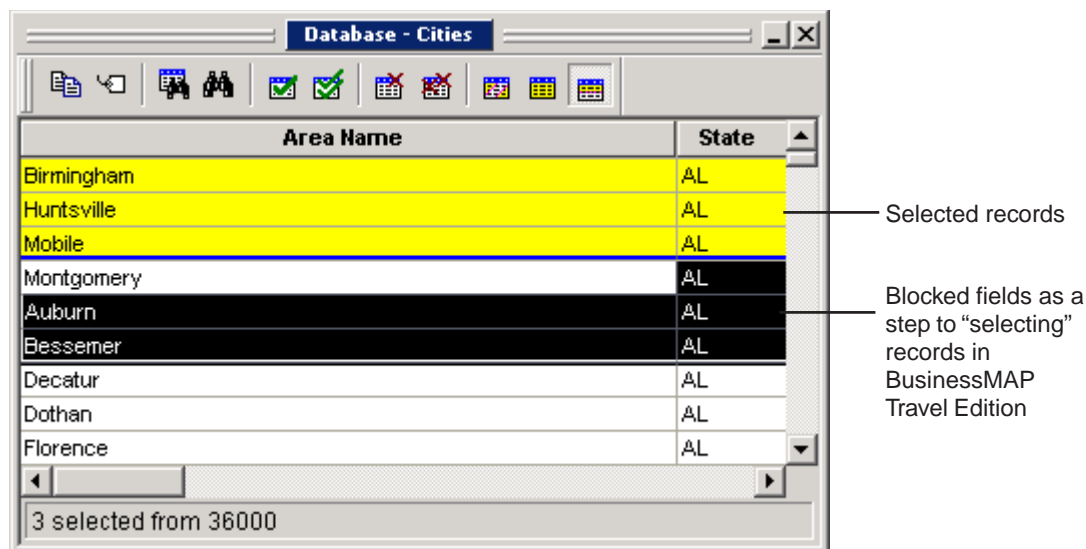 Database - Cities
Area Name State
Birmingham AL
Huntsville AL
Mobile AL
Montgomery AL
Auburn AL
Bessemer AL
Decatur AL
Dothan AL
Florence AL
3 selected from 36000
Selected records
Blocked fields as a
step to “selecting”
records in
BusinessMAP
Travel Edition